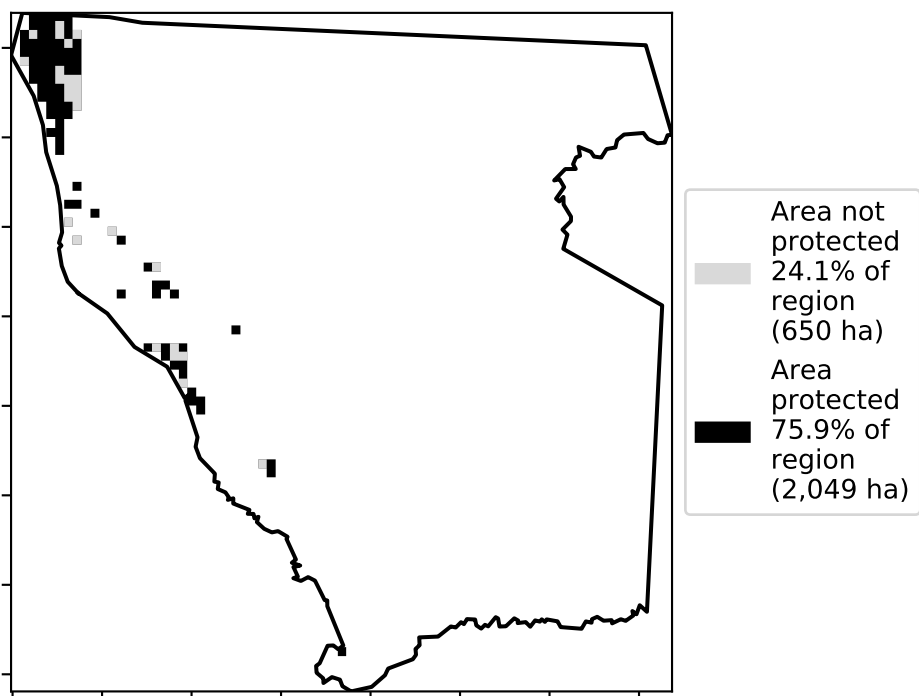 Area not
protected
24.1% of
region
(650 ha)
Area
protected
75.9% of
region
(2,049 ha)